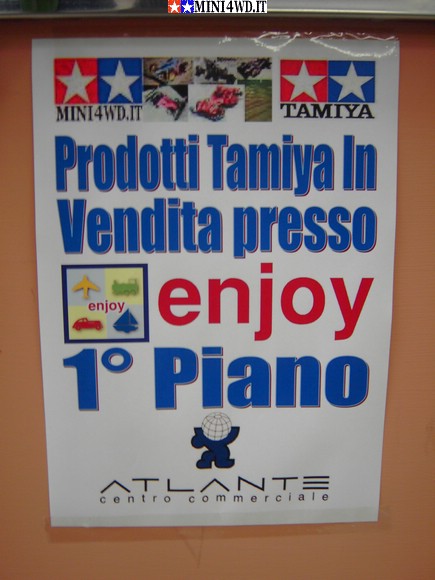 MINI4WD.IT
MINI4WD.IT
TAMIYA
Prodotti Tamiya In
Vendita presso
enjoy
enjoy
1° Piano
ATLANTE
centro commerciale